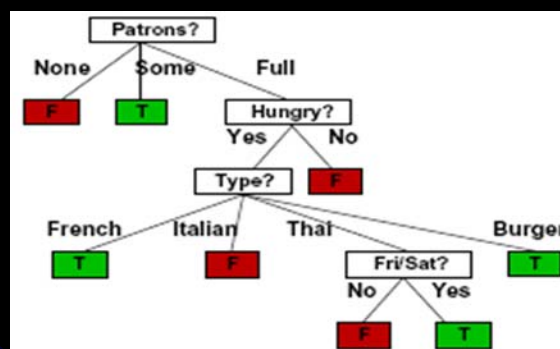 Patrons?
None Some Full
F T Hungry?
Yes No
Type? F
French Italian Thai Burger
T F Fri/Sat? T
No Yes
F T